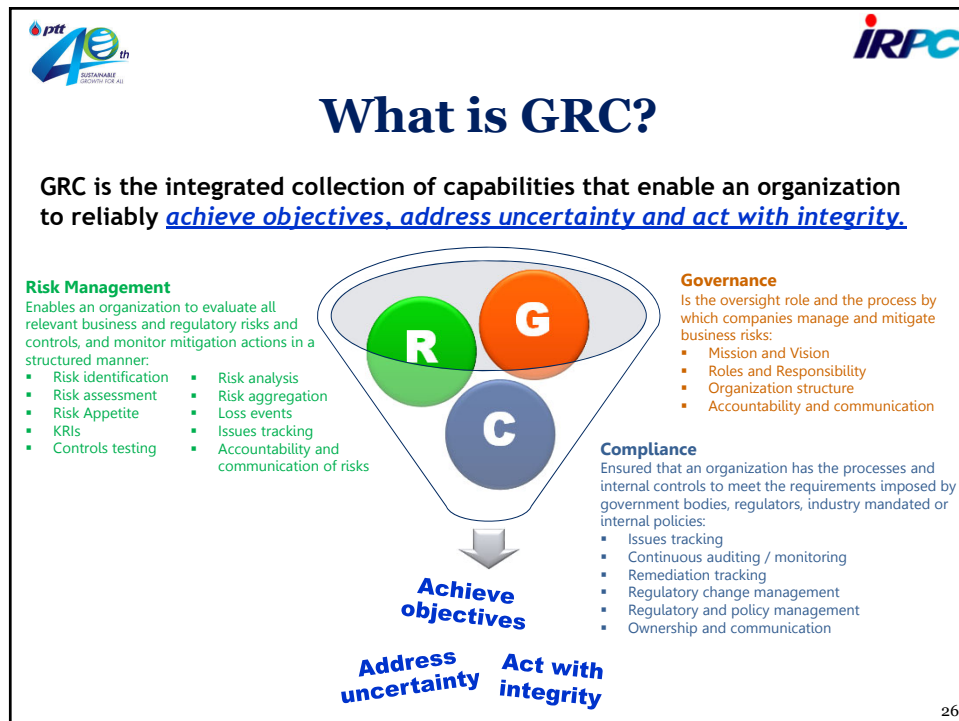 ptt
40th
SUSTAINABLE
GROWTH FOR ALL
iRPC
What is GRC?
GRC is the integrated collection of capabilities that enable an organization
to reliably achieve objectives, address uncertainty and act with integrity.
Risk Management
Enables an organization to evaluate all
relevant business and regulatory risks and
controls, and monitor mitigation actions in a
structured manner:
▪ Risk identification
▪ Risk assessment
▪ Risk Appetite
▪ KRIs
▪ Controls testing
▪ Risk analysis
▪ Risk aggregation
▪ Loss events
▪ Issues tracking
▪ Accountability and
communication of risks
R
G
C
Governance
Is the oversight role and the process by
which companies manage and mitigate
business risks:
▪ Mission and Vision
▪ Roles and Responsibility
▪ Organization structure
▪ Accountability and communication
Compliance
Ensured that an organization has the processes and
internal controls to meet the requirements imposed by
government bodies, regulators, industry mandated or
internal policies:
▪ Issues tracking
▪ Continuous auditing / monitoring
▪ Remediation tracking
▪ Regulatory change management
▪ Regulatory and policy management
▪ Ownership and communication
Achieve
objectives
Address
uncertainty
Act with
integrity
26